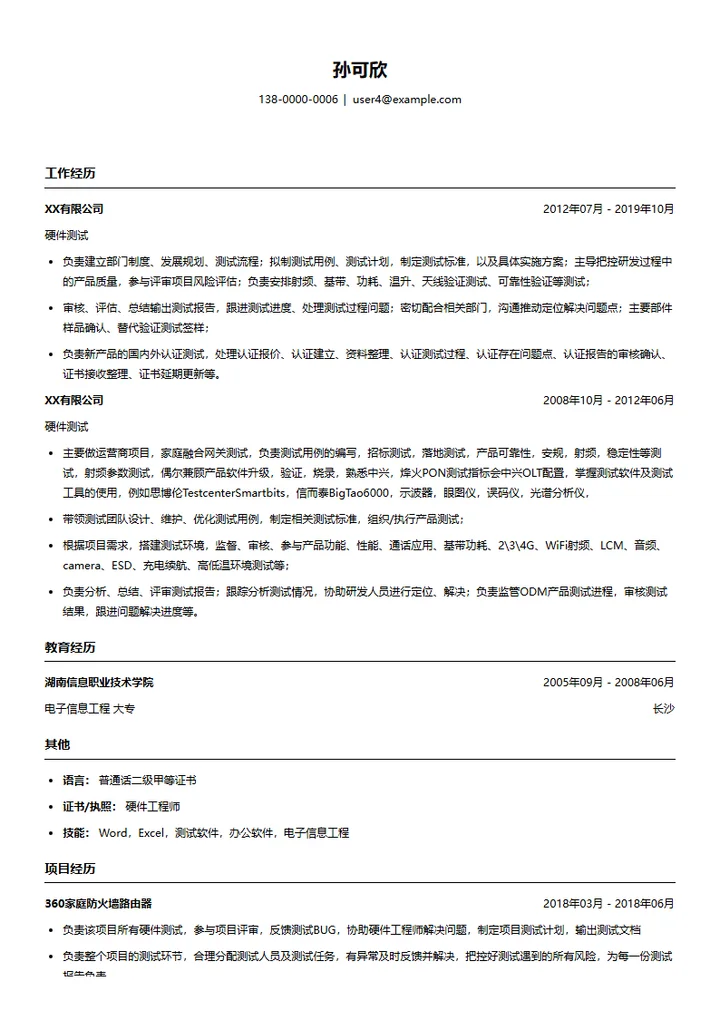 孙可欣
138-0000-0006 | user4@example.com
工作经历
XX有限公司 2012年07月 - 2019年10月
硬件测试
• 负责建立部门制度、发展规划、测试流程；拟制测试用例、测试计划，制定测试标准，以及具体实施方案；主导把控研发过程中
的产品质量，参与评审项目风险评估；负责安排射频、基带、功耗、温升、天线验证测试、可靠性验证等测试；
• 审核、评估、总结输出测试报告，跟进测试进度、处理测试过程问题；密切配合相关部门，沟通推动定位解决问题点；主要部件
样品确认、替代验证测试签样；
• 负责新产品的国内外认证测试，处理认证报价、认证建立、资料整理、认证测试过程、认证存在问题点、认证报告的审核确认、
证书接收整理、证书延期更新等。
XX有限公司 2008年10月 - 2012年06月
硬件测试
• 主要做运营商项目，家庭融合网关测试，负责测试用例的编写，招标测试，落地测试，产品可靠性，安规，射频，稳定性等测
试，射频参数测试，偶尔兼顾产品软件升级，验证，烧录，熟悉中兴，烽火PON测试指标会中兴OLT配置，掌握测试软件及测试
工具的使用，例如思博伦TestcenterSmartbits，信而泰BigTao6000，示波器，眼图仪，误码仪，光谱分析仪，
• 带领测试团队设计、维护、优化测试用例，制定相关测试标准，组织/执行产品测试；
• 根据项目需求，搭建测试环境，监督、审核、参与产品功能、性能、通话应用、基带功耗、2\3\4G、WiFi射频、LCM、音频、
camera、ESD、充电续航、高低温环境测试等；
• 负责分析、总结、评审测试报告；跟踪分析测试情况，协助研发人员进行定位、解决；负责监管ODM产品测试进程，审核测试
结果，跟进问题解决进度等。
教育经历
湖南信息职业技术学院 2005年09月 - 2008年06月
电子信息工程 大专 长沙
其他
• 语言： 普通话二级甲等证书
• 证书/执照： 硬件工程师
• 技能： Word，Excel，测试软件，办公软件，电子信息工程
项目经历
360家庭防火墙路由器 2018年03月 - 2018年06月
• 负责该项目所有硬件测试，参与项目评审，反馈测试BUG，协助硬件工程师解决问题，制定项目测试计划，输出测试文档
• 负责整个项目的测试环节，合理分配测试人员及测试任务，有异常及时反馈并解决，把控好测试遇到的所有风险，为每一份测试
报告负责